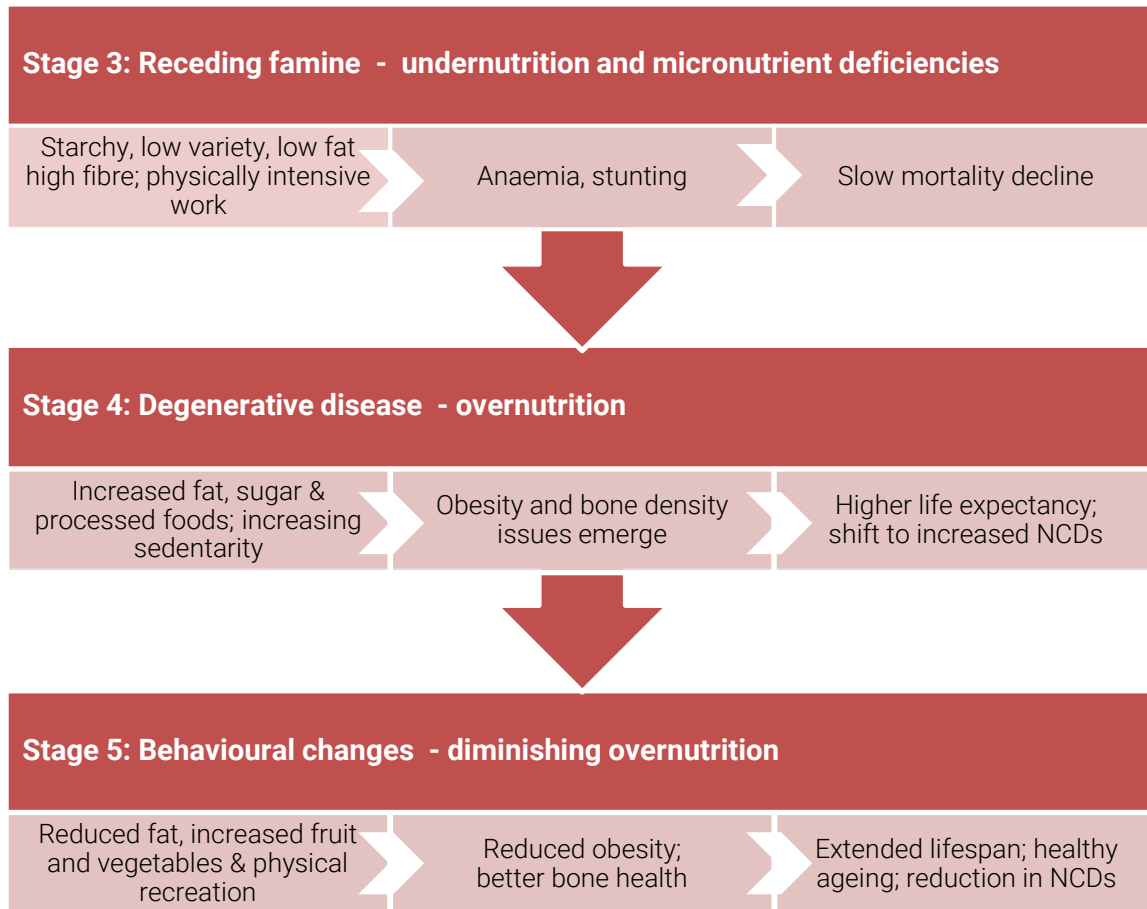 Stage 3: Receding famine - undernutrition and micronutrient deficiencies
Starchy, low variety, low fat
high fibre; physically intensive
work
Anaemia, stunting
Slow mortality decline
Stage 4: Degenerative disease - overnutrition
Increased fat, sugar &
processed foods; increasing
sedentarity
Obesity and bone density
issues emerge
Higher life expectancy;
shift to increased NCDs
Stage 5: Behavioural changes - diminishing overnutrition
Reduced fat, increased fruit
and vegetables & physical
recreation
Reduced obesity;
better bone health
Extended lifespan; healthy
ageing; reduction in NCDs